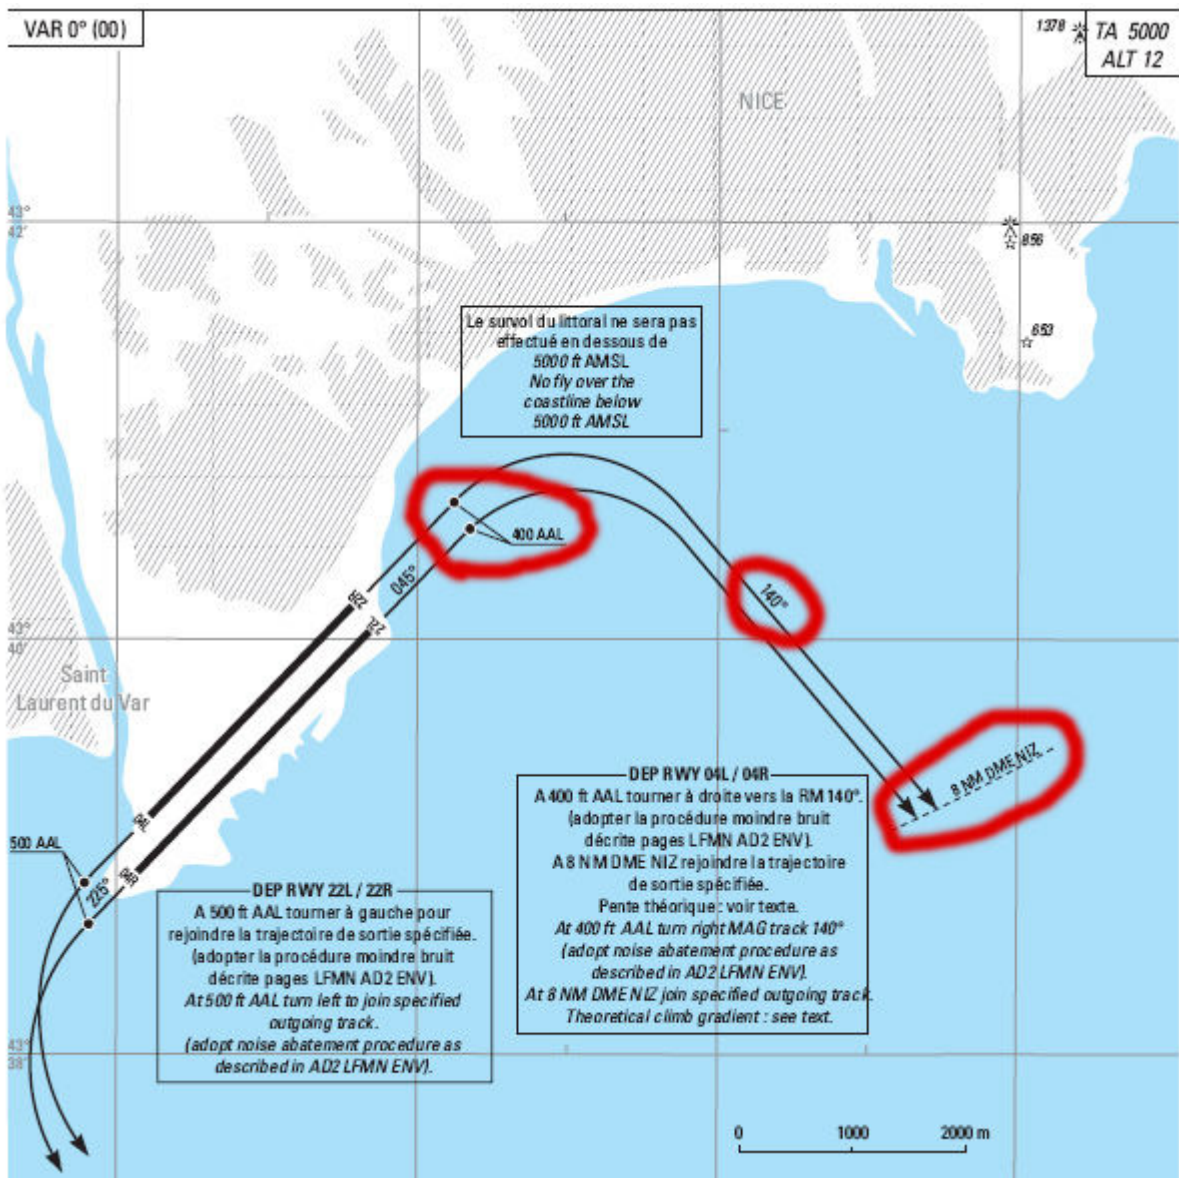 VAR 0° (00)
1378
TA 5000
ALT 12
NICE
43°
42'
856
653
Le survol du littoral ne sera pas
effectué en dessous de
5000 ft AMSL
No fly over the
coastline below
5000 ft AMSL
400 AAL
045°
22R
22L
140°
43°
40'
Saint
Laurent du Var
8 NM DME NIZ
DEP RWY 04L / 04R
A 400 ft AAL tourner à droite vers la RM 140°.
(adopter la procédure moindre bruit
décrite pages LFMN AD2 ENV).
A 8 NM DME NIZ rejoindre la trajectoire
de sortie spécifiée.
Pente théorique : voir texte.
At 400 ft AAL turn right MAG track 140°
(adopt noise abatement procedure as
described in AD2 LFMN ENV).
At 8 NM DME NIZ join specified outgoing track.
Theoretical climb gradient : see text.
04L
500 AAL
04R
225°
DEP RWY 22L / 22R
A 500 ft AAL tourner à gauche pour
rejoindre la trajectoire de sortie spécifiée.
(adopter la procédure moindre bruit
décrite pages LFMN AD2 ENV).
At 500 ft AAL turn left to join specified
outgoing track.
(adopt noise abatement procedure as
described in AD2 LFMN ENV).
43°
38'
0 1000 2000 m